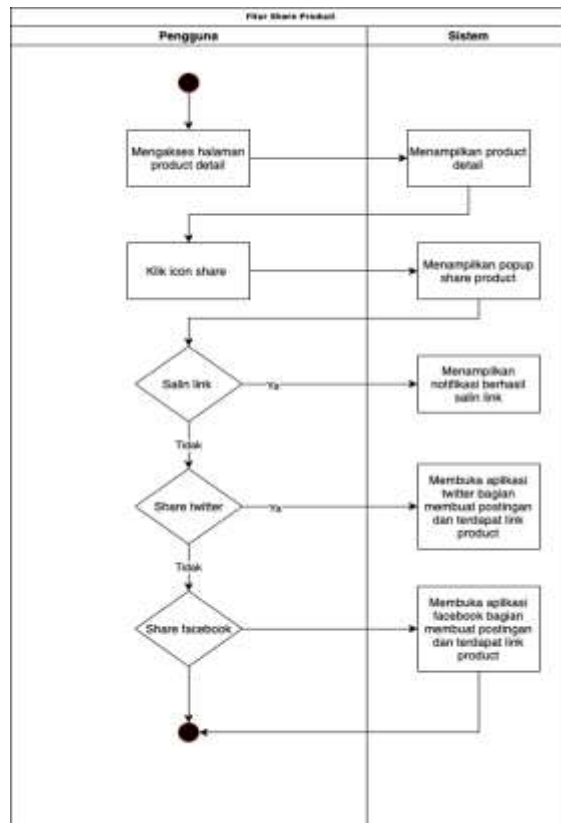 Fitur Share Product
Pengguna
Sistem
Mengakses halaman
product detail
Menampilkan product
detail
Klik icon share
Menampilkan popup
share product
Salin link
Ya
Menampilkan
notifikasi berhasil
salin link
Tidak
Share twitter
Ya
Membuka aplikasi
twitter bagian
membuat postingan
dan terdapat link
product
Tidak
Share facebook
Membuka aplikasi
facebook bagian
membuat postingan
dan terdapat link
product